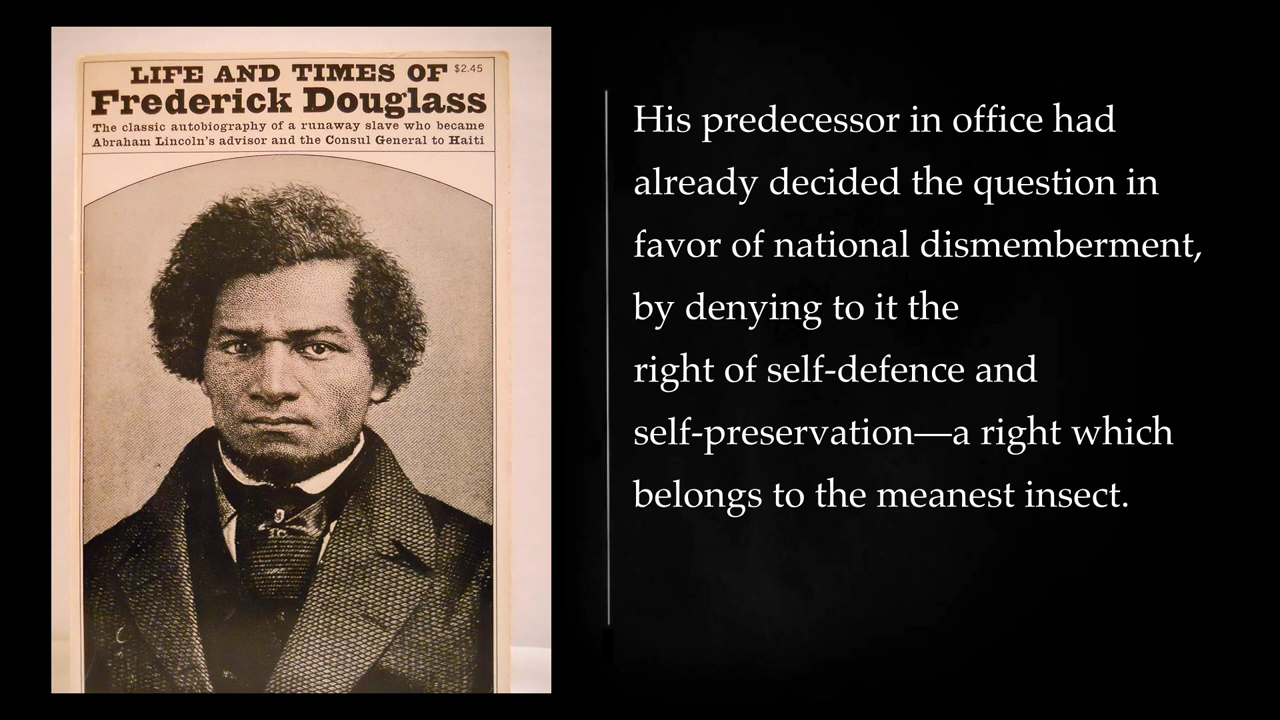 LIFE AND TIMES OF $2.45
Frederick Douglass
The classic autobiography of a runaway slave who became
Abraham Lincoln's advisor and the Consul General to Haiti
His predecessor in office had
already decided the question in
favor of national dismemberment,
by denying to it the
right of self-defence and
self-preservation—a right which
belongs to the meanest insect.